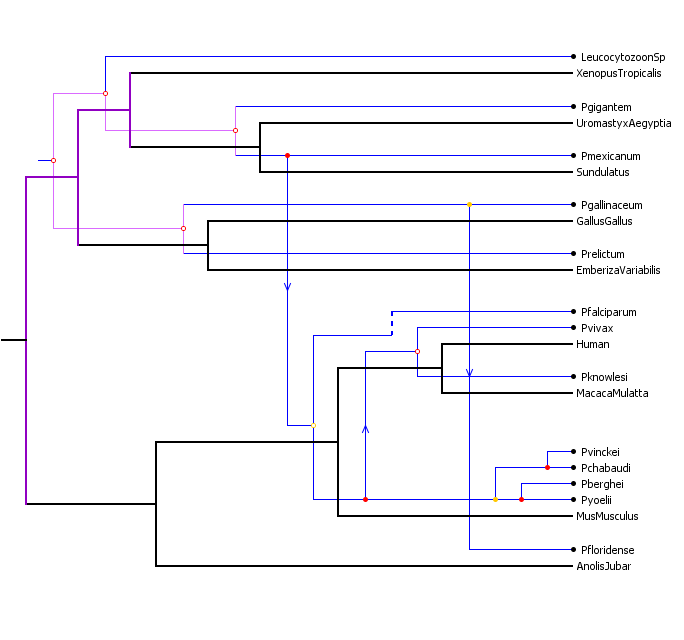 LeucocytozoonSp
XenopusTropicalis
Pgigantem
UromastyxAegyptia
Pmexicanum
Sundulatus
Pgallinaceum
GallusGallus
Prelictum
EmberizaVariabilis
Pfalciparum
Pvivax
Human
Pknowlesi
MacacaMulatta
Pvinckei
Pchabaudi
Pberghei
Pyoelii
MusMusculus
Pfloridense
AnolisJubar